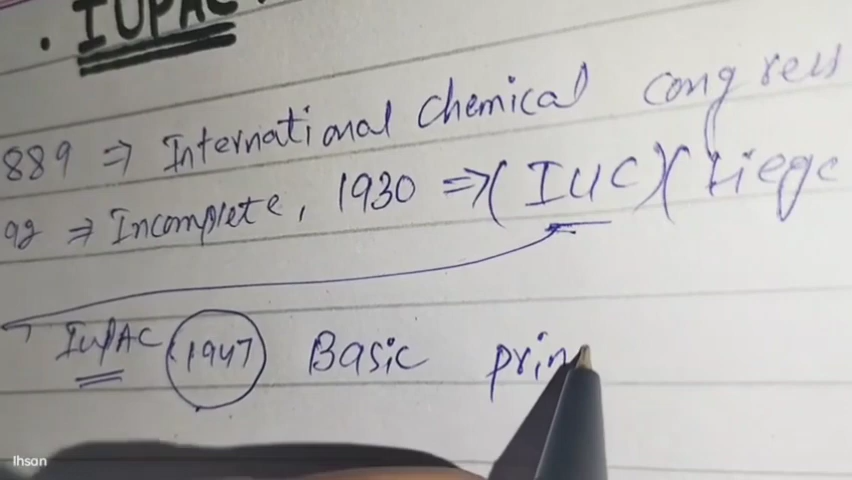 . IUPAC
889 ⇒ International chemical congress
92 ⇒ Incomplete, 1930 ⇒ (IUC) (Liege
IUPAC (1947) Basic prin
Ihsan